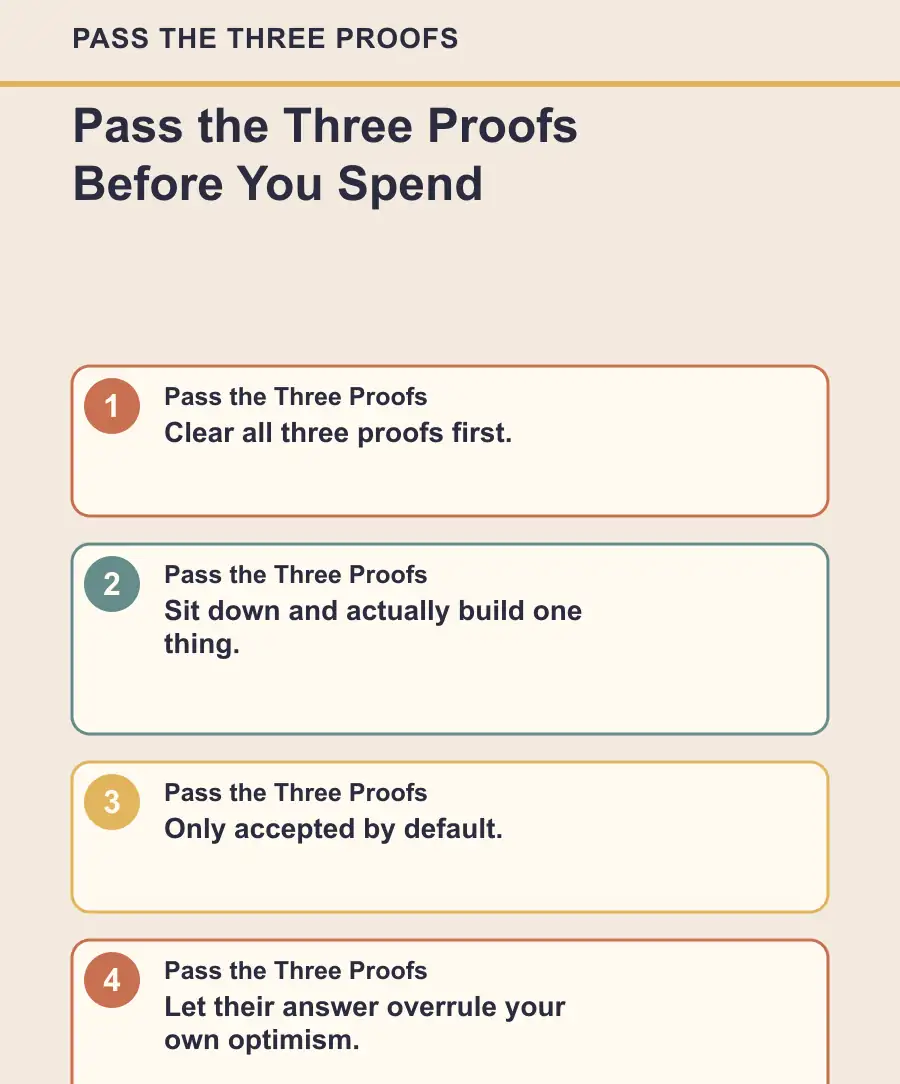 PASS THE THREE PROOFS
Pass the Three Proofs
Before You Spend
1
Pass the Three Proofs
Clear all three proofs first.
2
Pass the Three Proofs
Sit down and actually build one
thing.
3
Pass the Three Proofs
Only accepted by default.
4
Pass the Three Proofs
Let their answer overrule your
own optimism.